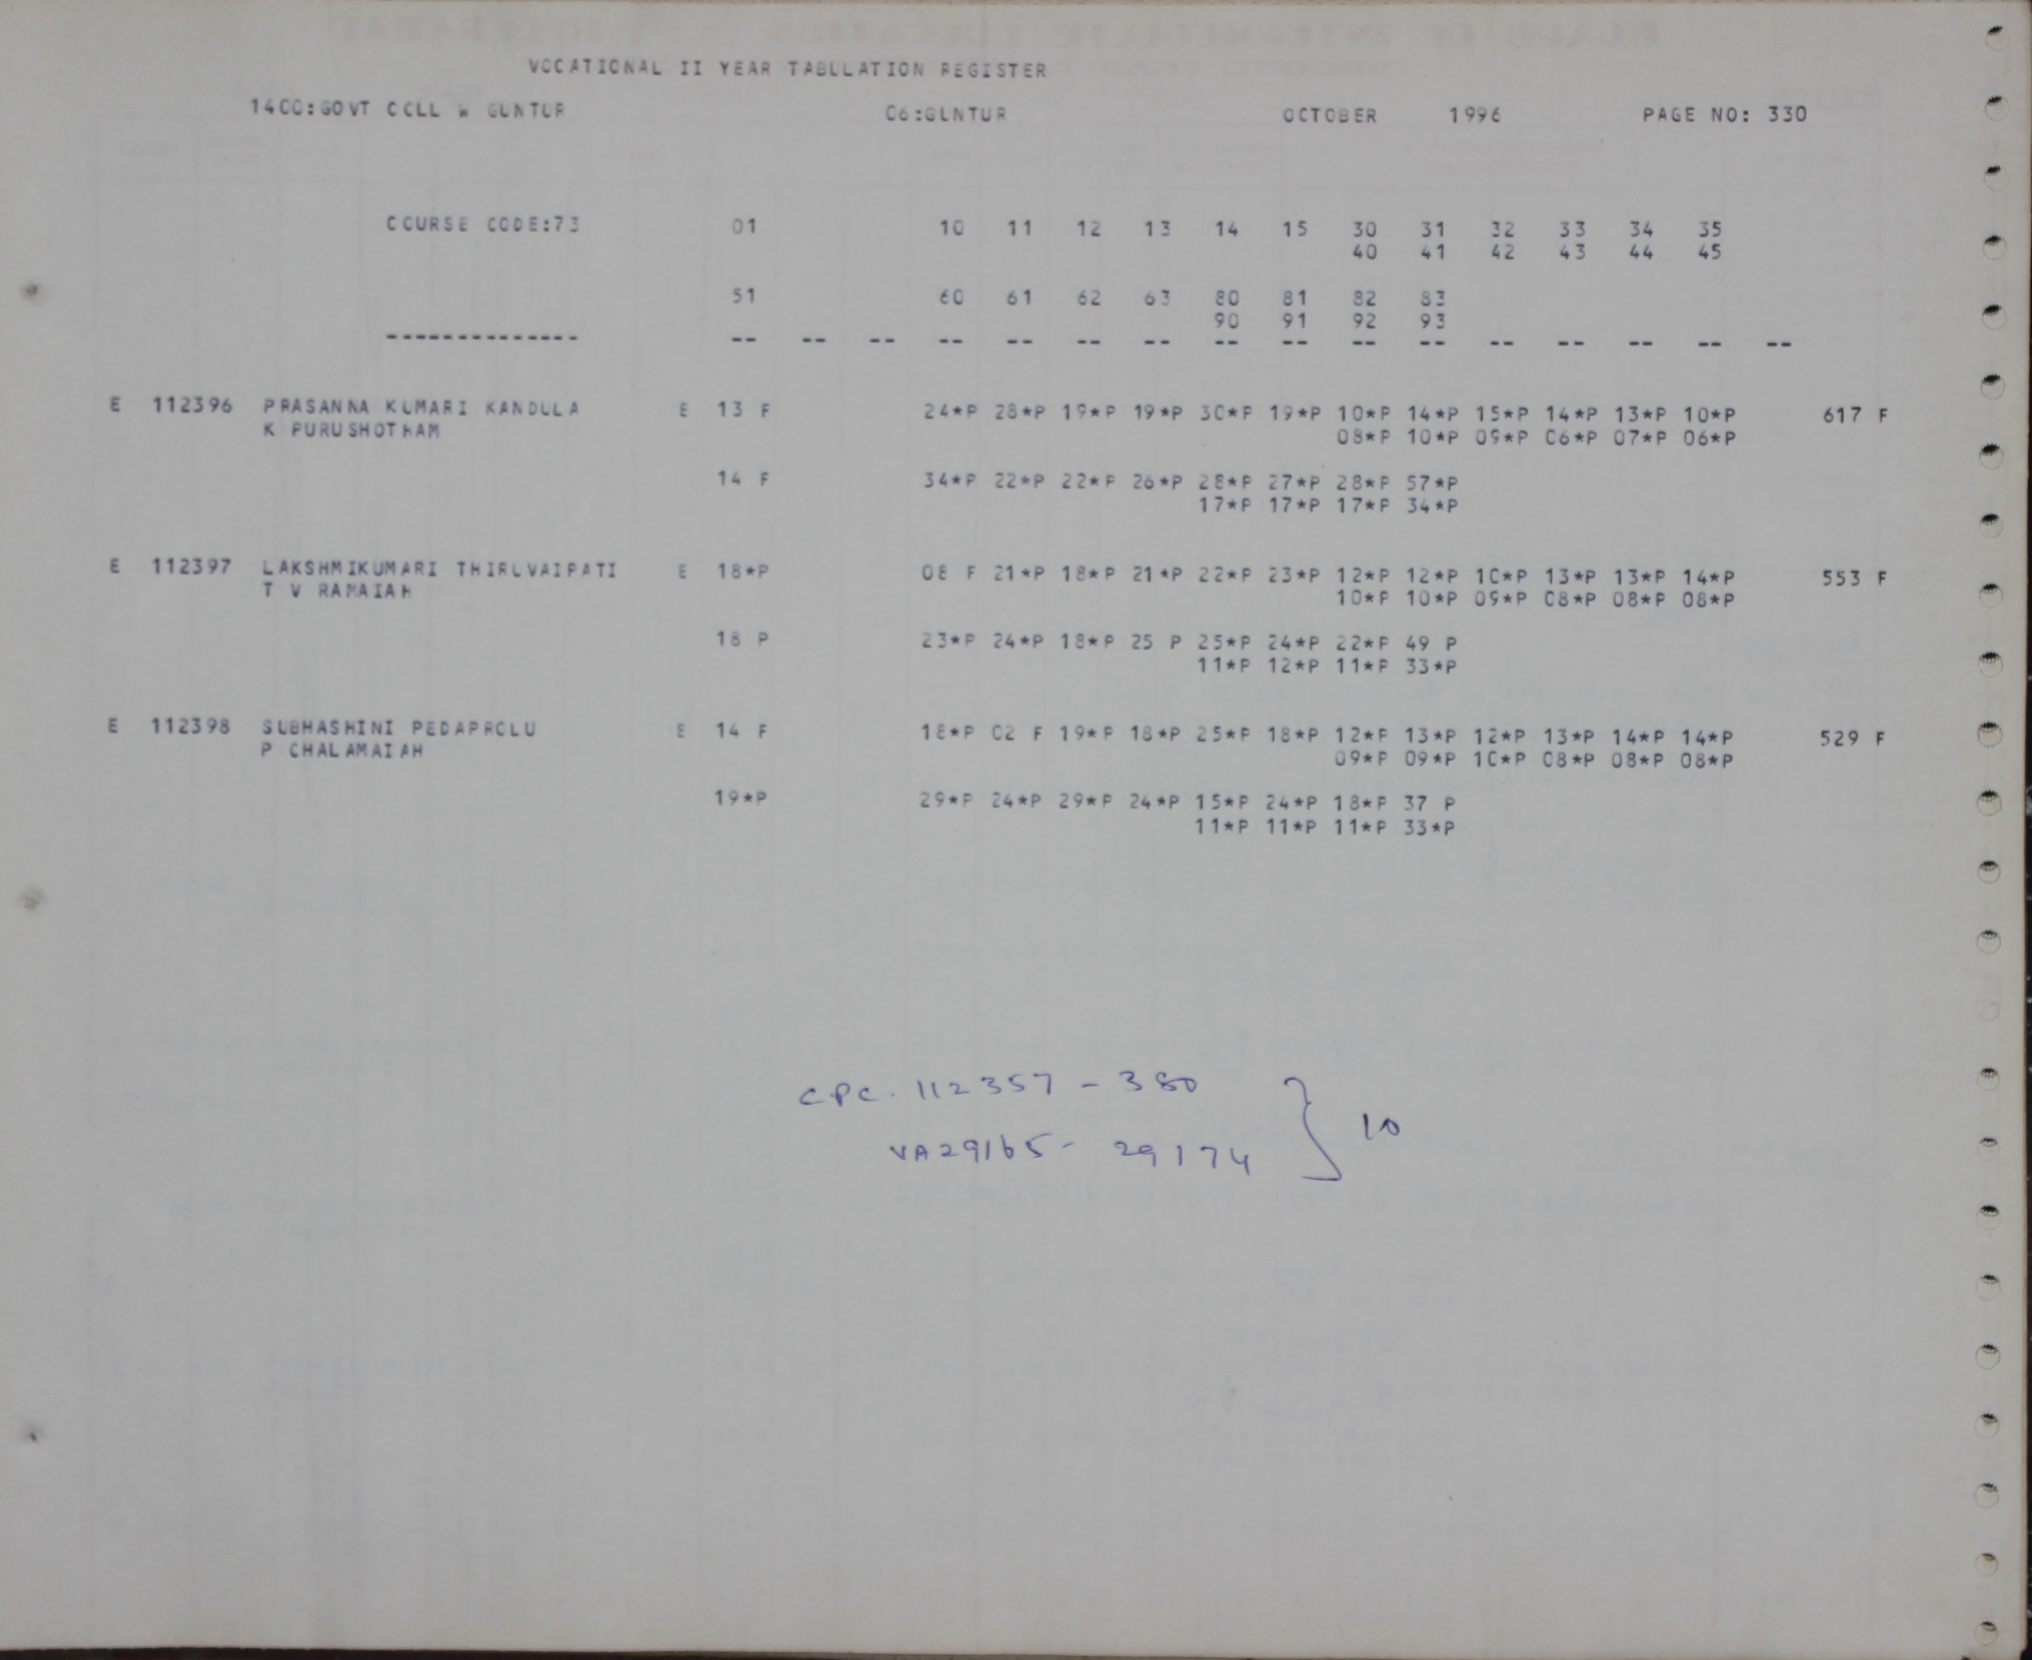 VOCATIONAL II YEAR TABULATION REGISTER
1400:GOVT COLL W GUNTUR 06:GUNTUR OCTOBER 1996 PAGE NO: 330
COURSE CODE:73 01 10 11 12 13 14 15 30 31 32 33 34 35
40 41 42 43 44 45
51 60 61 62 63 80 81 82 83
90 91 92 93
-------------- -- -- -- -- -- -- -- -- -- -- -- -- -- -- -- --
E 112396 PRASANNA KUMARI KANDULA E 13 F 24*P 28*P 19*P 19*P 30*P 19*P 10*P 14*P 15*P 14*P 13*P 10*P 617 F
K PURUSHOTHAM 08*P 10*P 09*P 06*P 07*P 06*P
14 F 34*P 22*P 22*P 26*P 28*P 27*P 28*P 57*P
17*P 17*P 17*P 34*P
E 112397 LAKSHMIKUMARI THIRUVAIPATI E 18*P 08 F 21*P 18*P 21*P 22*P 23*P 12*P 12*P 10*P 13*P 13*P 14*P 553 F
T V RAMAIAH 10*P 10*P 09*P 08*P 08*P 08*P
18 P 23*P 24*P 18*P 25 P 25*P 24*P 22*P 49 P
11*P 12*P 11*P 33*P
E 112398 SUBHASHINI PEDAPROLU E 14 F 18*P 02 F 19*P 18*P 25*P 18*P 12*P 13*P 12*P 13*P 14*P 14*P 529 F
P CHALAMAIAH 09*P 09*P 10*P 08*P 08*P 08*P
19*P 29*P 24*P 29*P 24*P 15*P 24*P 18*P 37 P
11*P 11*P 11*P 33*P
CPC. 112357 - 380
VA29165 - 29174 } 10